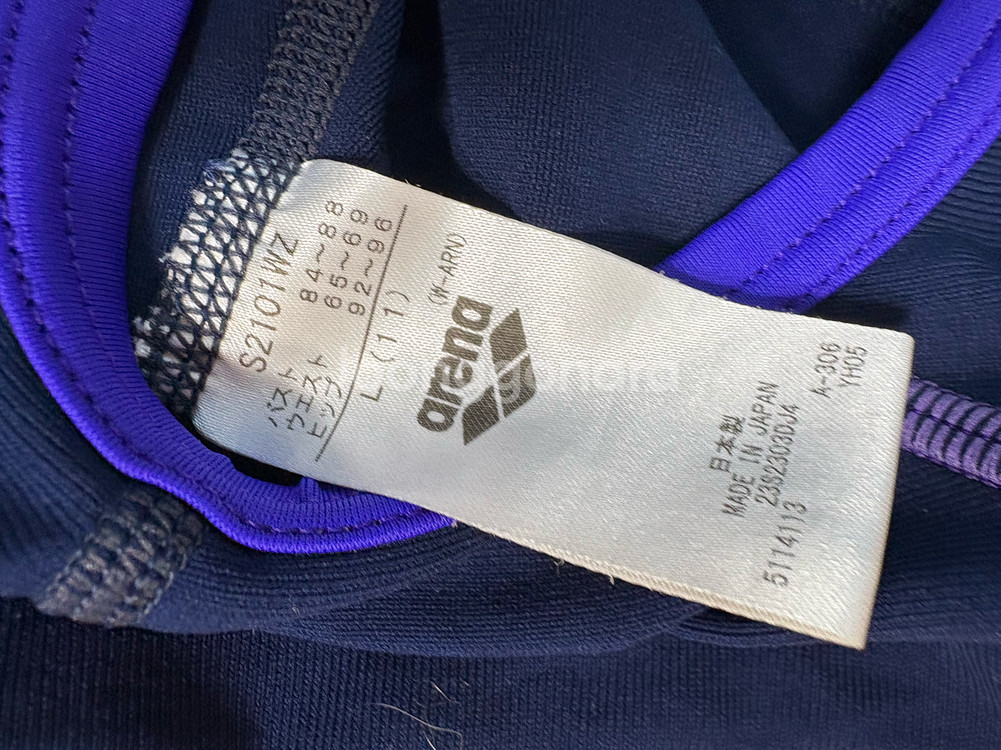 S2101WZ
バスト 84~88
ウエスト 65~69
ヒップ 92~96
L(11)
(W-ARN)
arena
日本製
MADE IN JAPAN
23S2303DJ4
5114113
A-306
YH05